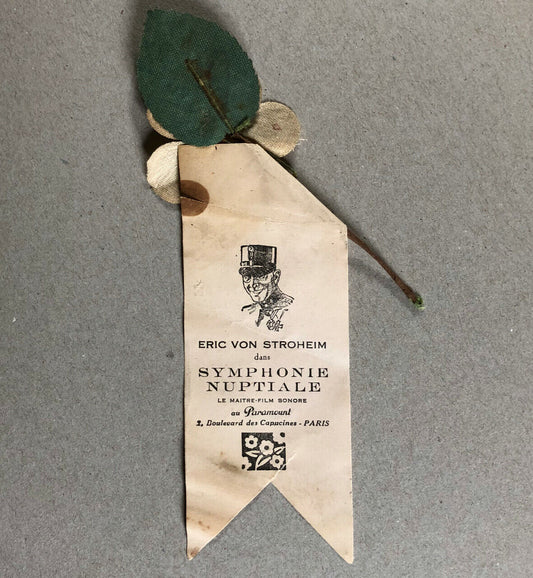 ERIC VON STROHEIM
dans
SYMPHONIE
NUPTIALE
LE MAITRE-FILM SONORE
au Paramount
2, Boulevard des Capucines - PARIS